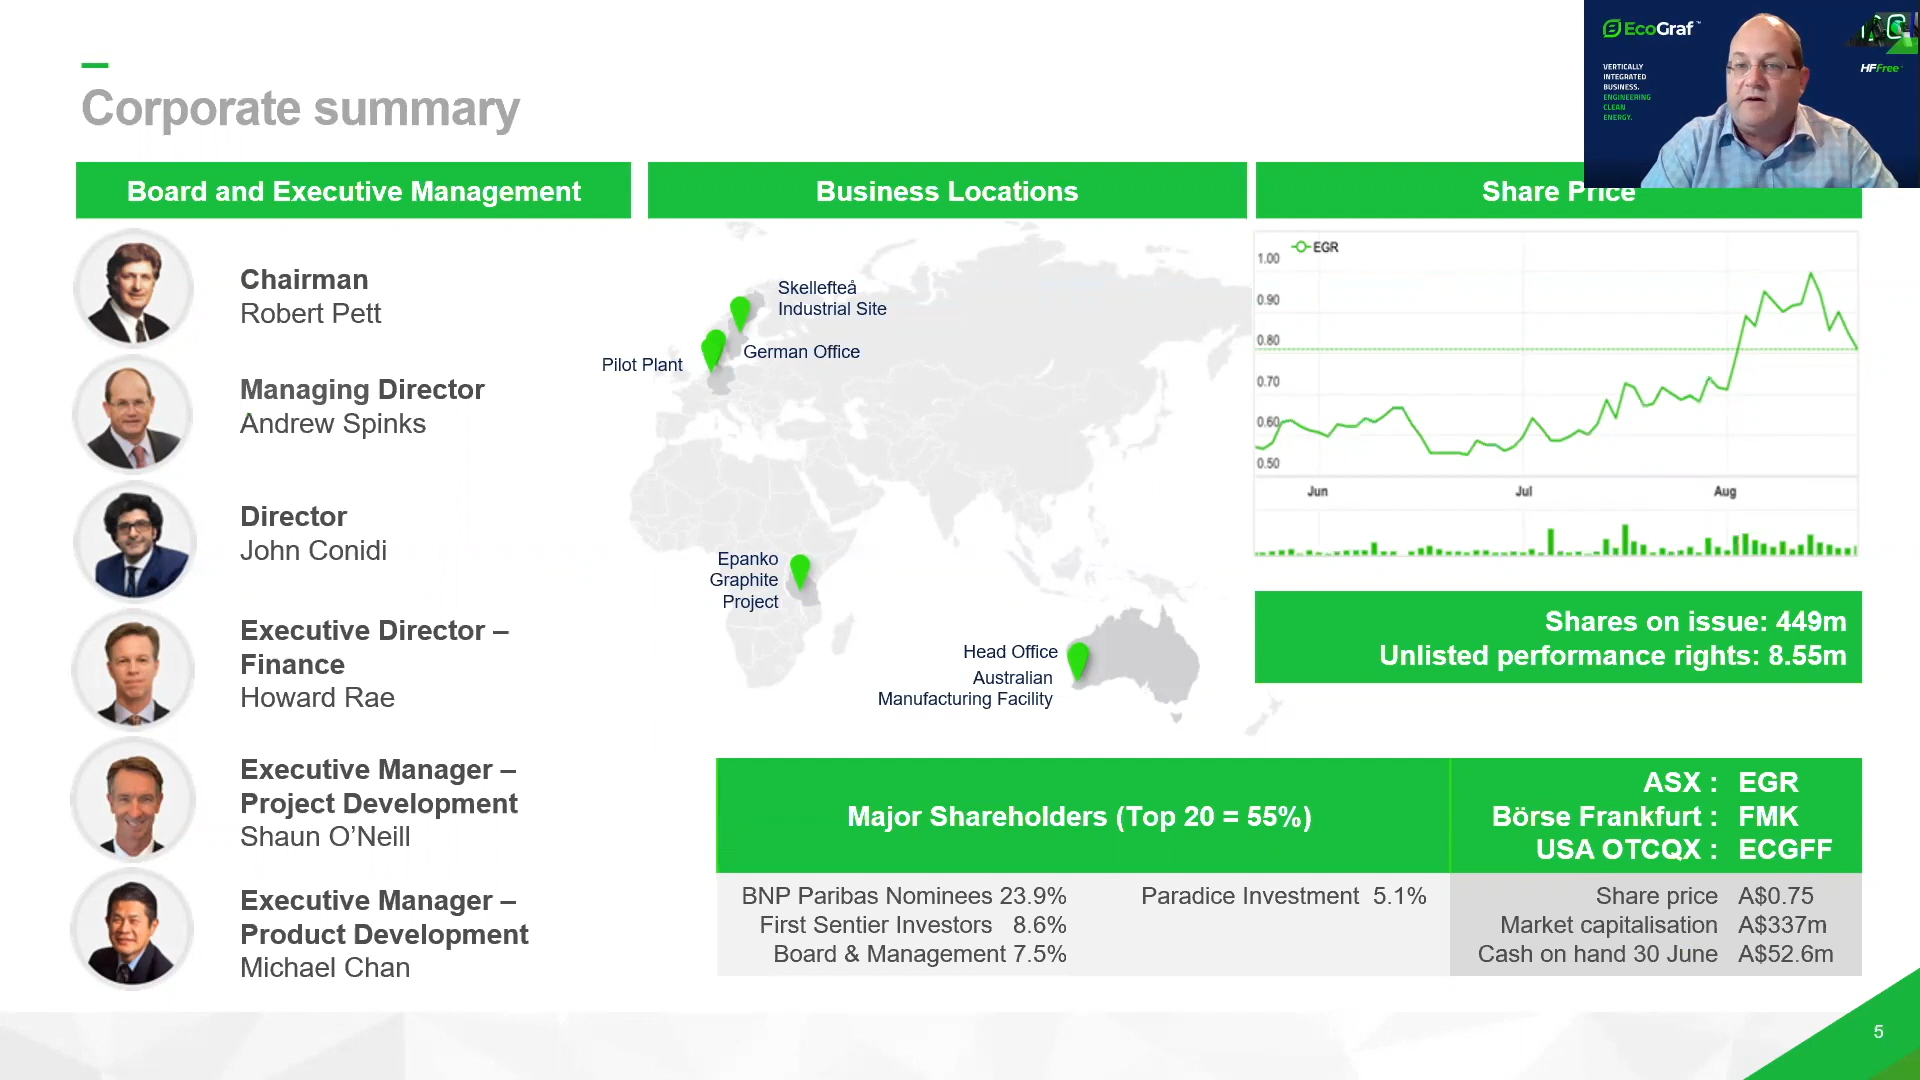 Corporate summary
EcoGraf™
VERTICALLY
INTEGRATED
BUSINESS.
ENGINEERING
CLEAN
ENERGY.
HFFree
Board and Executive Management
Chairman
Robert Pett
Managing Director
Andrew Spinks
Director
John Conidi
Executive Director –
Finance
Howard Rae
Executive Manager –
Project Development
Shaun O’Neill
Executive Manager –
Product Development
Michael Chan
Business Locations
Skellefteå
Industrial Site
German Office
Pilot Plant
Epanko
Graphite
Project
Head Office
Australian
Manufacturing Facility
Share Price
EGR
1.00
0.90
0.80
0.70
0.60
0.50
Jun Jul Aug
Shares on issue: 449m
Unlisted performance rights: 8.55m
Major Shareholders (Top 20 = 55%)
BNP Paribas Nominees 23.9%
First Sentier Investors 8.6%
Board & Management 7.5%
Paradice Investment 5.1%
ASX : EGR
Börse Frankfurt : FMK
USA OTCQX : ECGFF
Share price A$0.75
Market capitalisation A$337m
Cash on hand 30 June A$52.6m
5